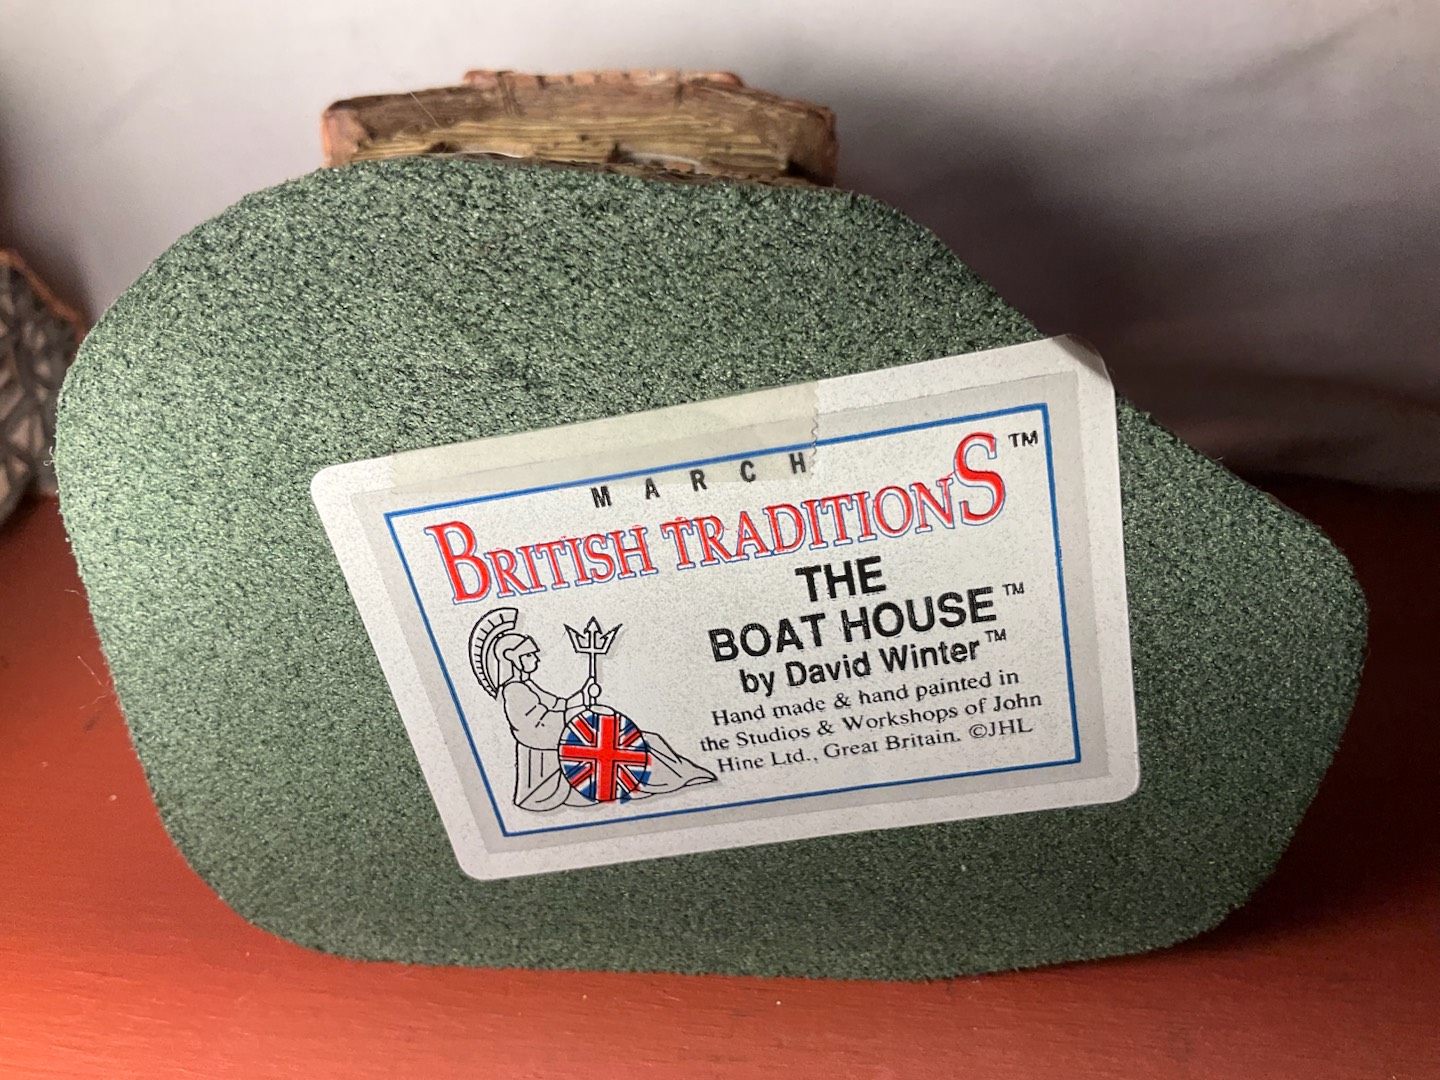 MARCH
BRITISH TRADITIONS™
THE
BOAT HOUSE™
by David Winter™
Hand made & hand painted in
the Studios & Workshops of John
Hine Ltd., Great Britain. ©JHL